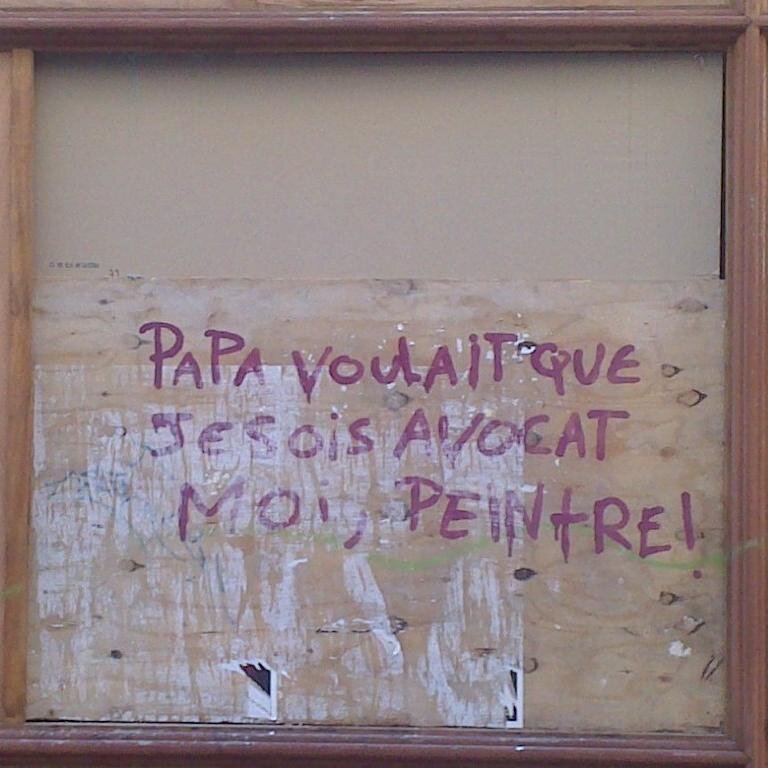 PAPA VOULAIT QUE
JE SOIS AVOCAT
MOI, PEINTRE!